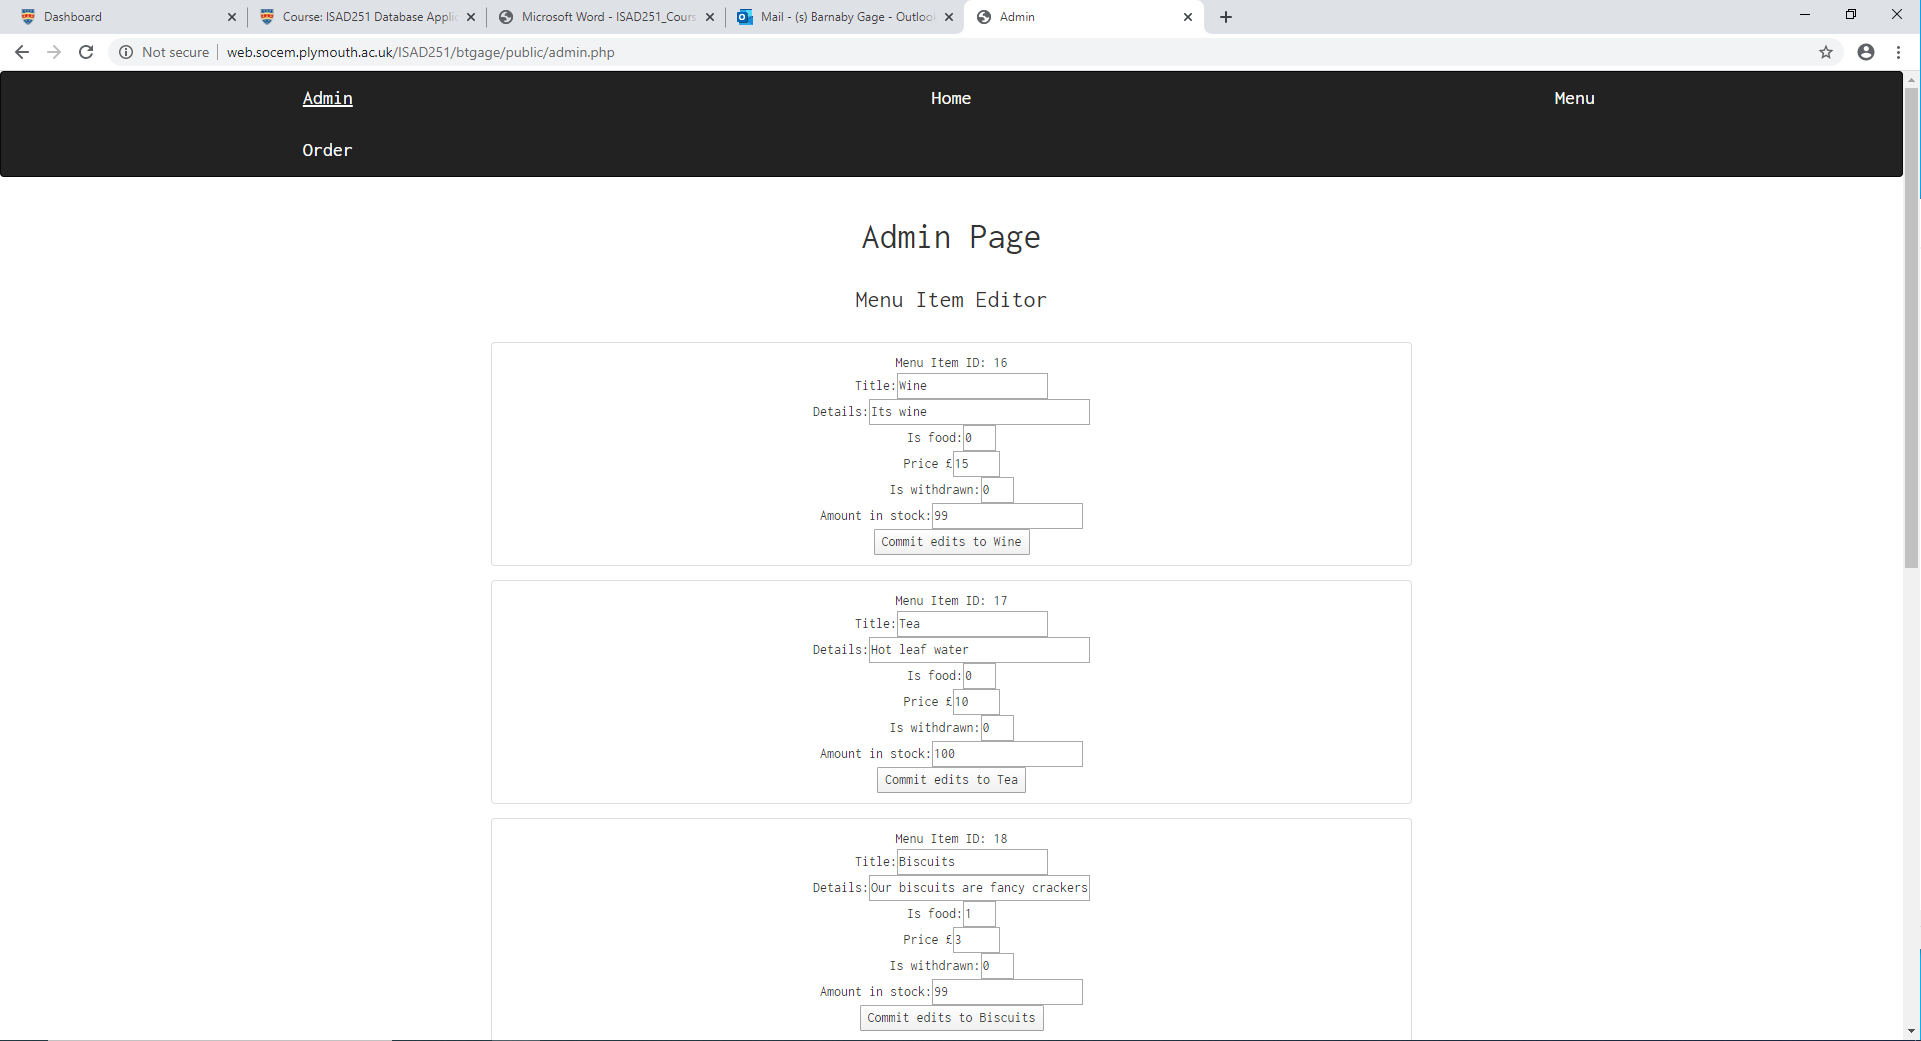 Dashboard
Course: ISAD251 Database Applic
Microsoft Word - ISAD251_Cours
Mail - (s) Barnaby Gage - Outloo
Admin
Not secure
web.socem.plymouth.ac.uk/ISAD251/btgage/public/admin.php
Admin
Home
Menu
Order
Admin Page
Menu Item Editor
Menu Item ID: 16
Title: Wine
Details: Its wine
Is food: 0
Price £ 15
Is withdrawn: 0
Amount in stock: 99
Commit edits to Wine
Menu Item ID: 17
Title: Tea
Details: Hot leaf water
Is food: 0
Price £ 10
Is withdrawn: 0
Amount in stock: 100
Commit edits to Tea
Menu Item ID: 18
Title: Biscuits
Details: Our biscuits are fancy crackers
Is food: 1
Price £ 3
Is withdrawn: 0
Amount in stock: 99
Commit edits to Biscuits